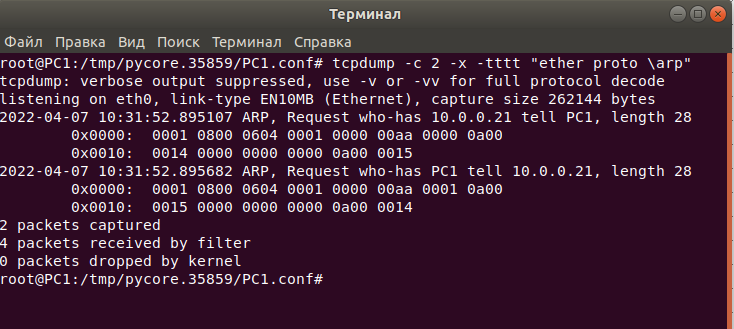 Терминал
Файл Правка Вид Поиск Терминал Справка
root@PC1:/tmp/pycore.35859/PC1.conf# tcpdump -c 2 -x -tttt "ether proto \arp"
tcpdump: verbose output suppressed, use -v or -vv for full protocol decode
listening on eth0, link-type EN10MB (Ethernet), capture size 262144 bytes
2022-04-07 10:31:52.895107 ARP, Request who-has 10.0.0.21 tell PC1, length 28
0x0000: 0001 0800 0604 0001 0000 00aa 0000 0a00
0x0010: 0014 0000 0000 0000 0a00 0015
2022-04-07 10:31:52.895682 ARP, Request who-has PC1 tell 10.0.0.21, length 28
0x0000: 0001 0800 0604 0001 0000 00aa 0001 0a00
0x0010: 0015 0000 0000 0000 0a00 0014
2 packets captured
4 packets received by filter
0 packets dropped by kernel
root@PC1:/tmp/pycore.35859/PC1.conf#